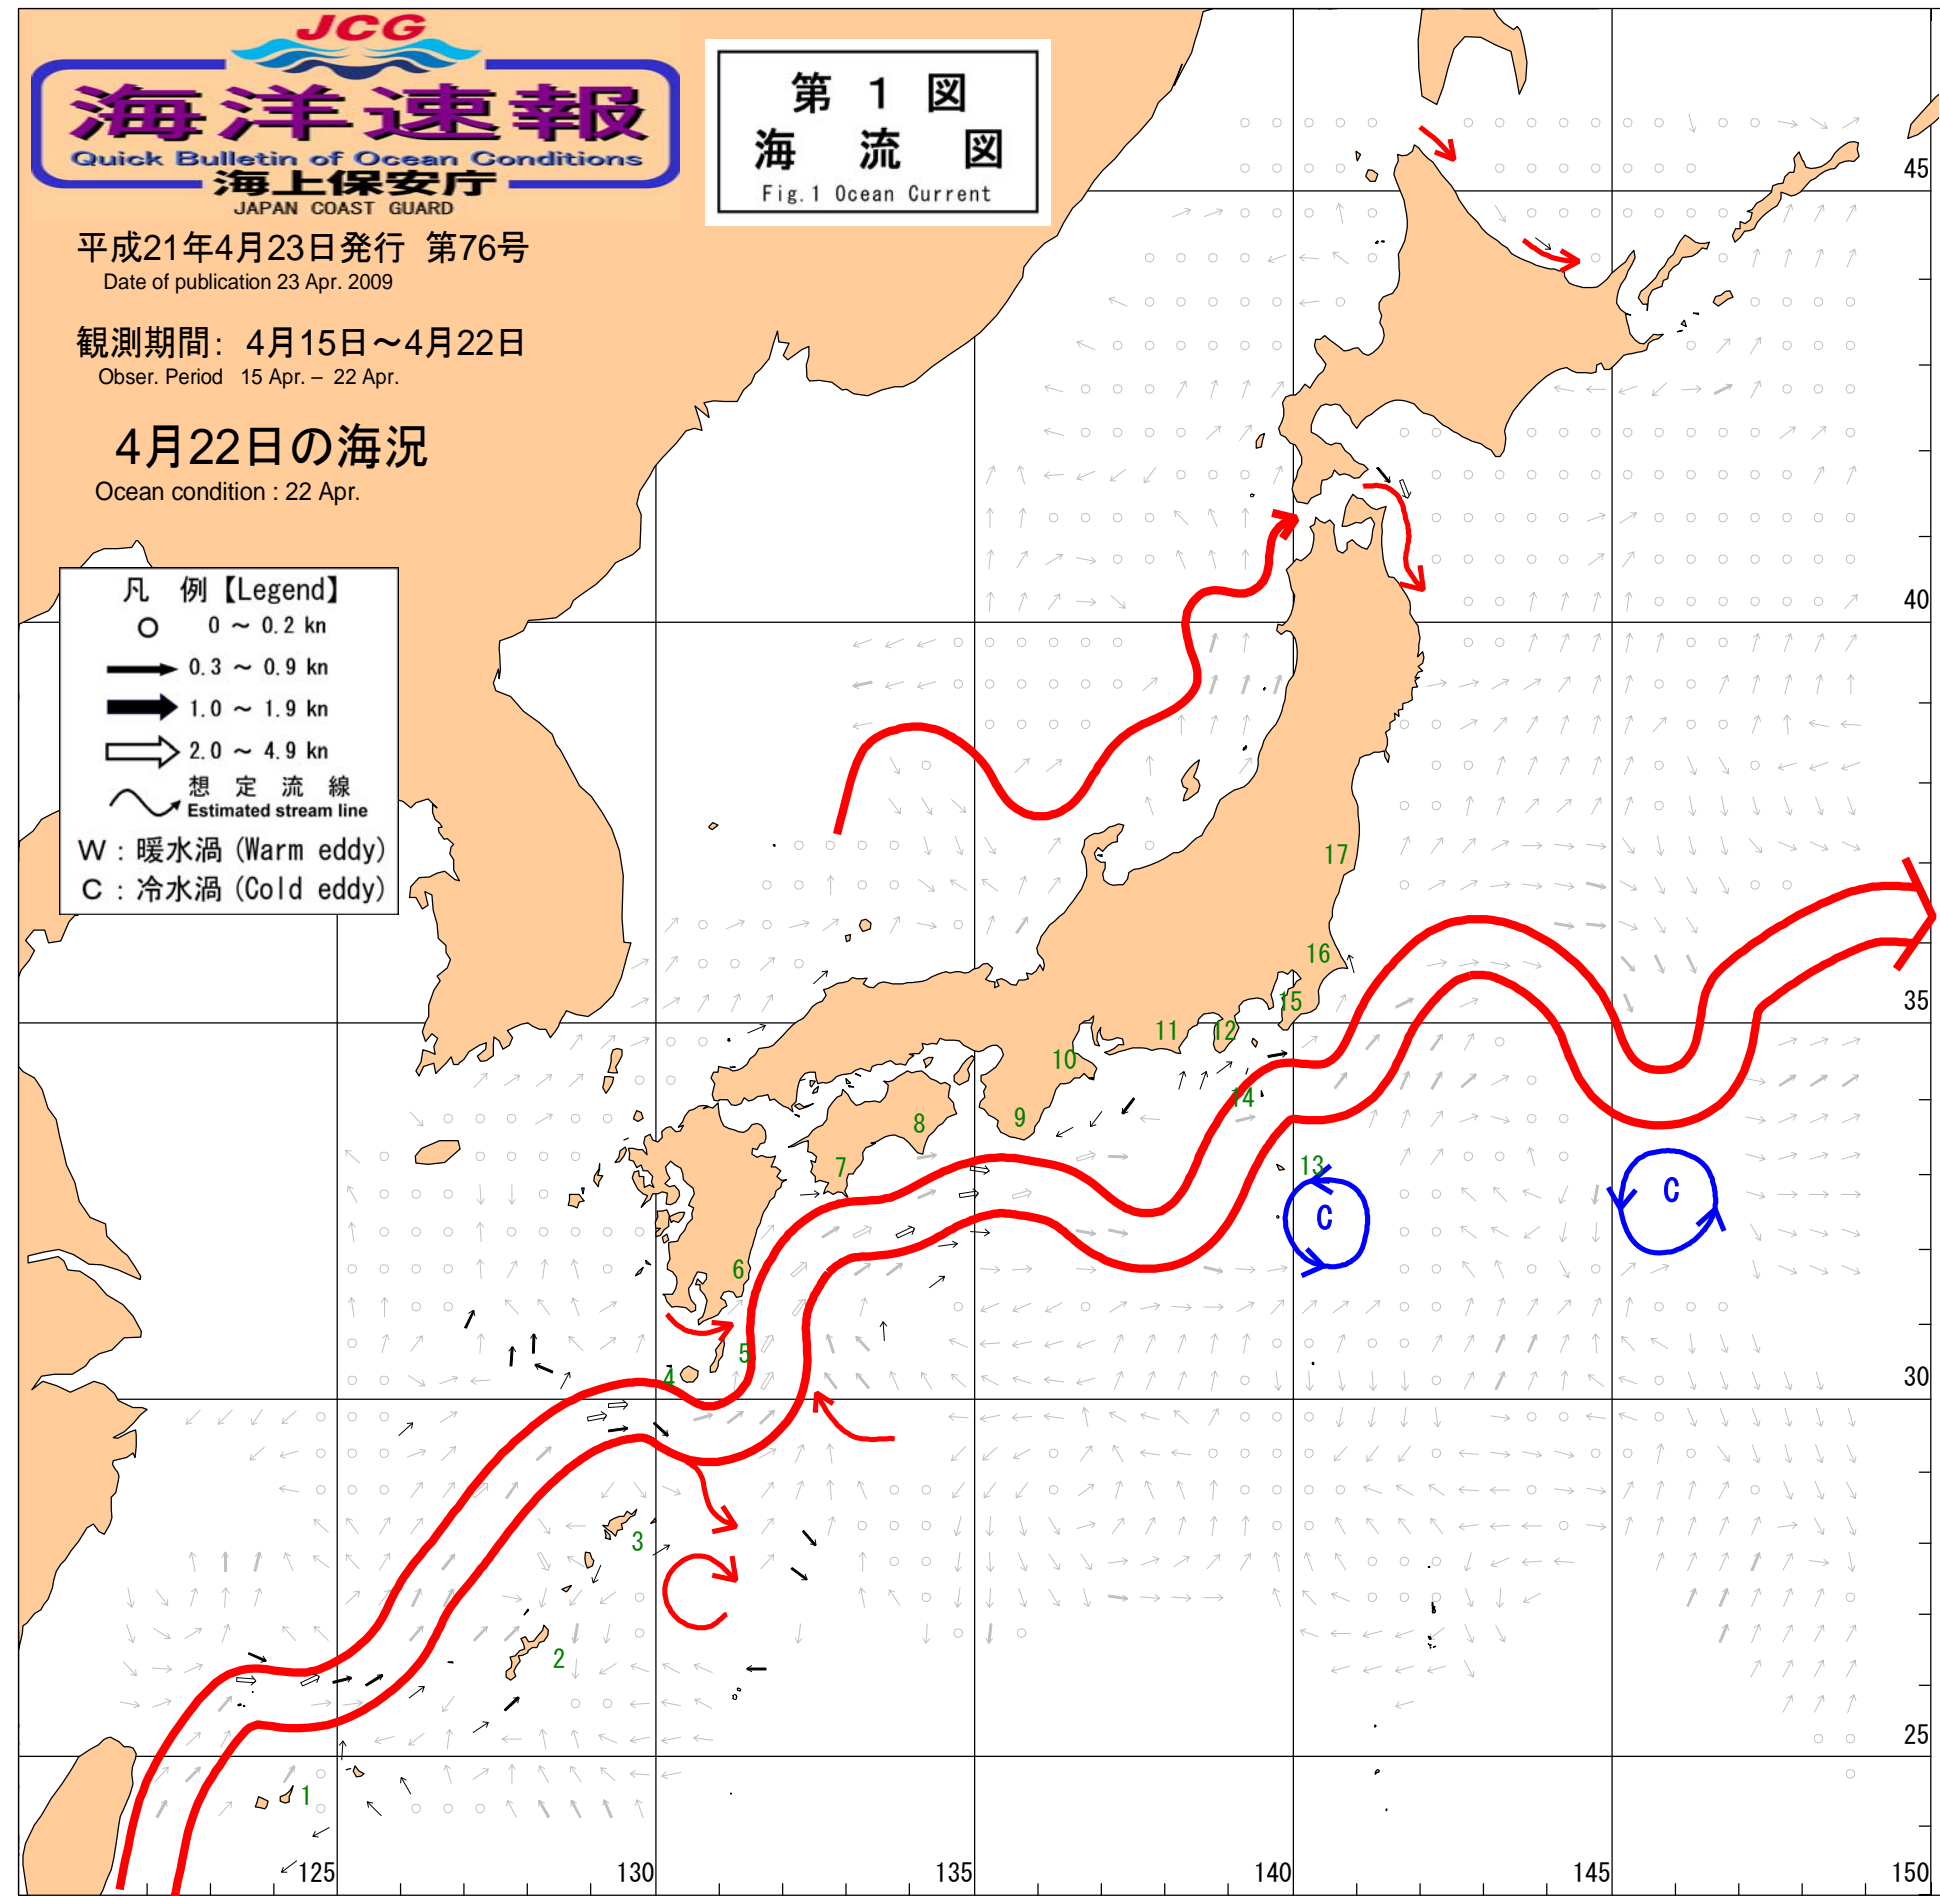 JCG
海洋速報
Quick Bulletin of Ocean Conditions
海上保安庁
JAPAN COAST GUARD
第 1 図
海 流 図
Fig.1 Ocean Current
平成21年4月23日発行 第76号
Date of publication 23 Apr. 2009
観測期間: 4月15日～4月22日
Obser. Period 15 Apr. – 22 Apr.
4月22日の海況
Ocean condition : 22 Apr.
凡 例【Legend】
0 ～ 0.2 kn
0.3 ～ 0.9 kn
1.0 ～ 1.9 kn
2.0 ～ 4.9 kn
想 定 流 線
Estimated stream line
W : 暖水渦 (Warm eddy)
C : 冷水渦 (Cold eddy)
45
40
17
16
35
15
12
11
10
14
9
8
7
13
C
C
6
5
4
30
3
2
25
1
125
130
135
140
145
150